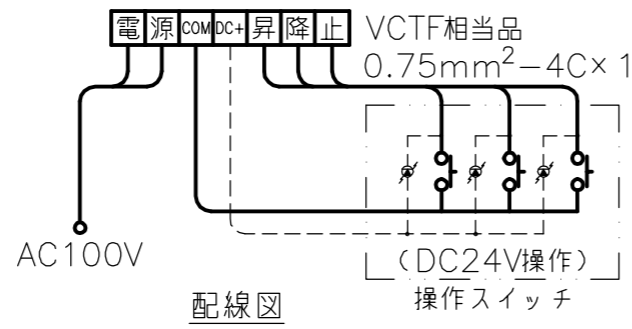 電源COMDC+昇降止
VCTF相当品
0.75mm²-4C×1
AC100V
(DC24V操作)
操作スイッチ
配線図